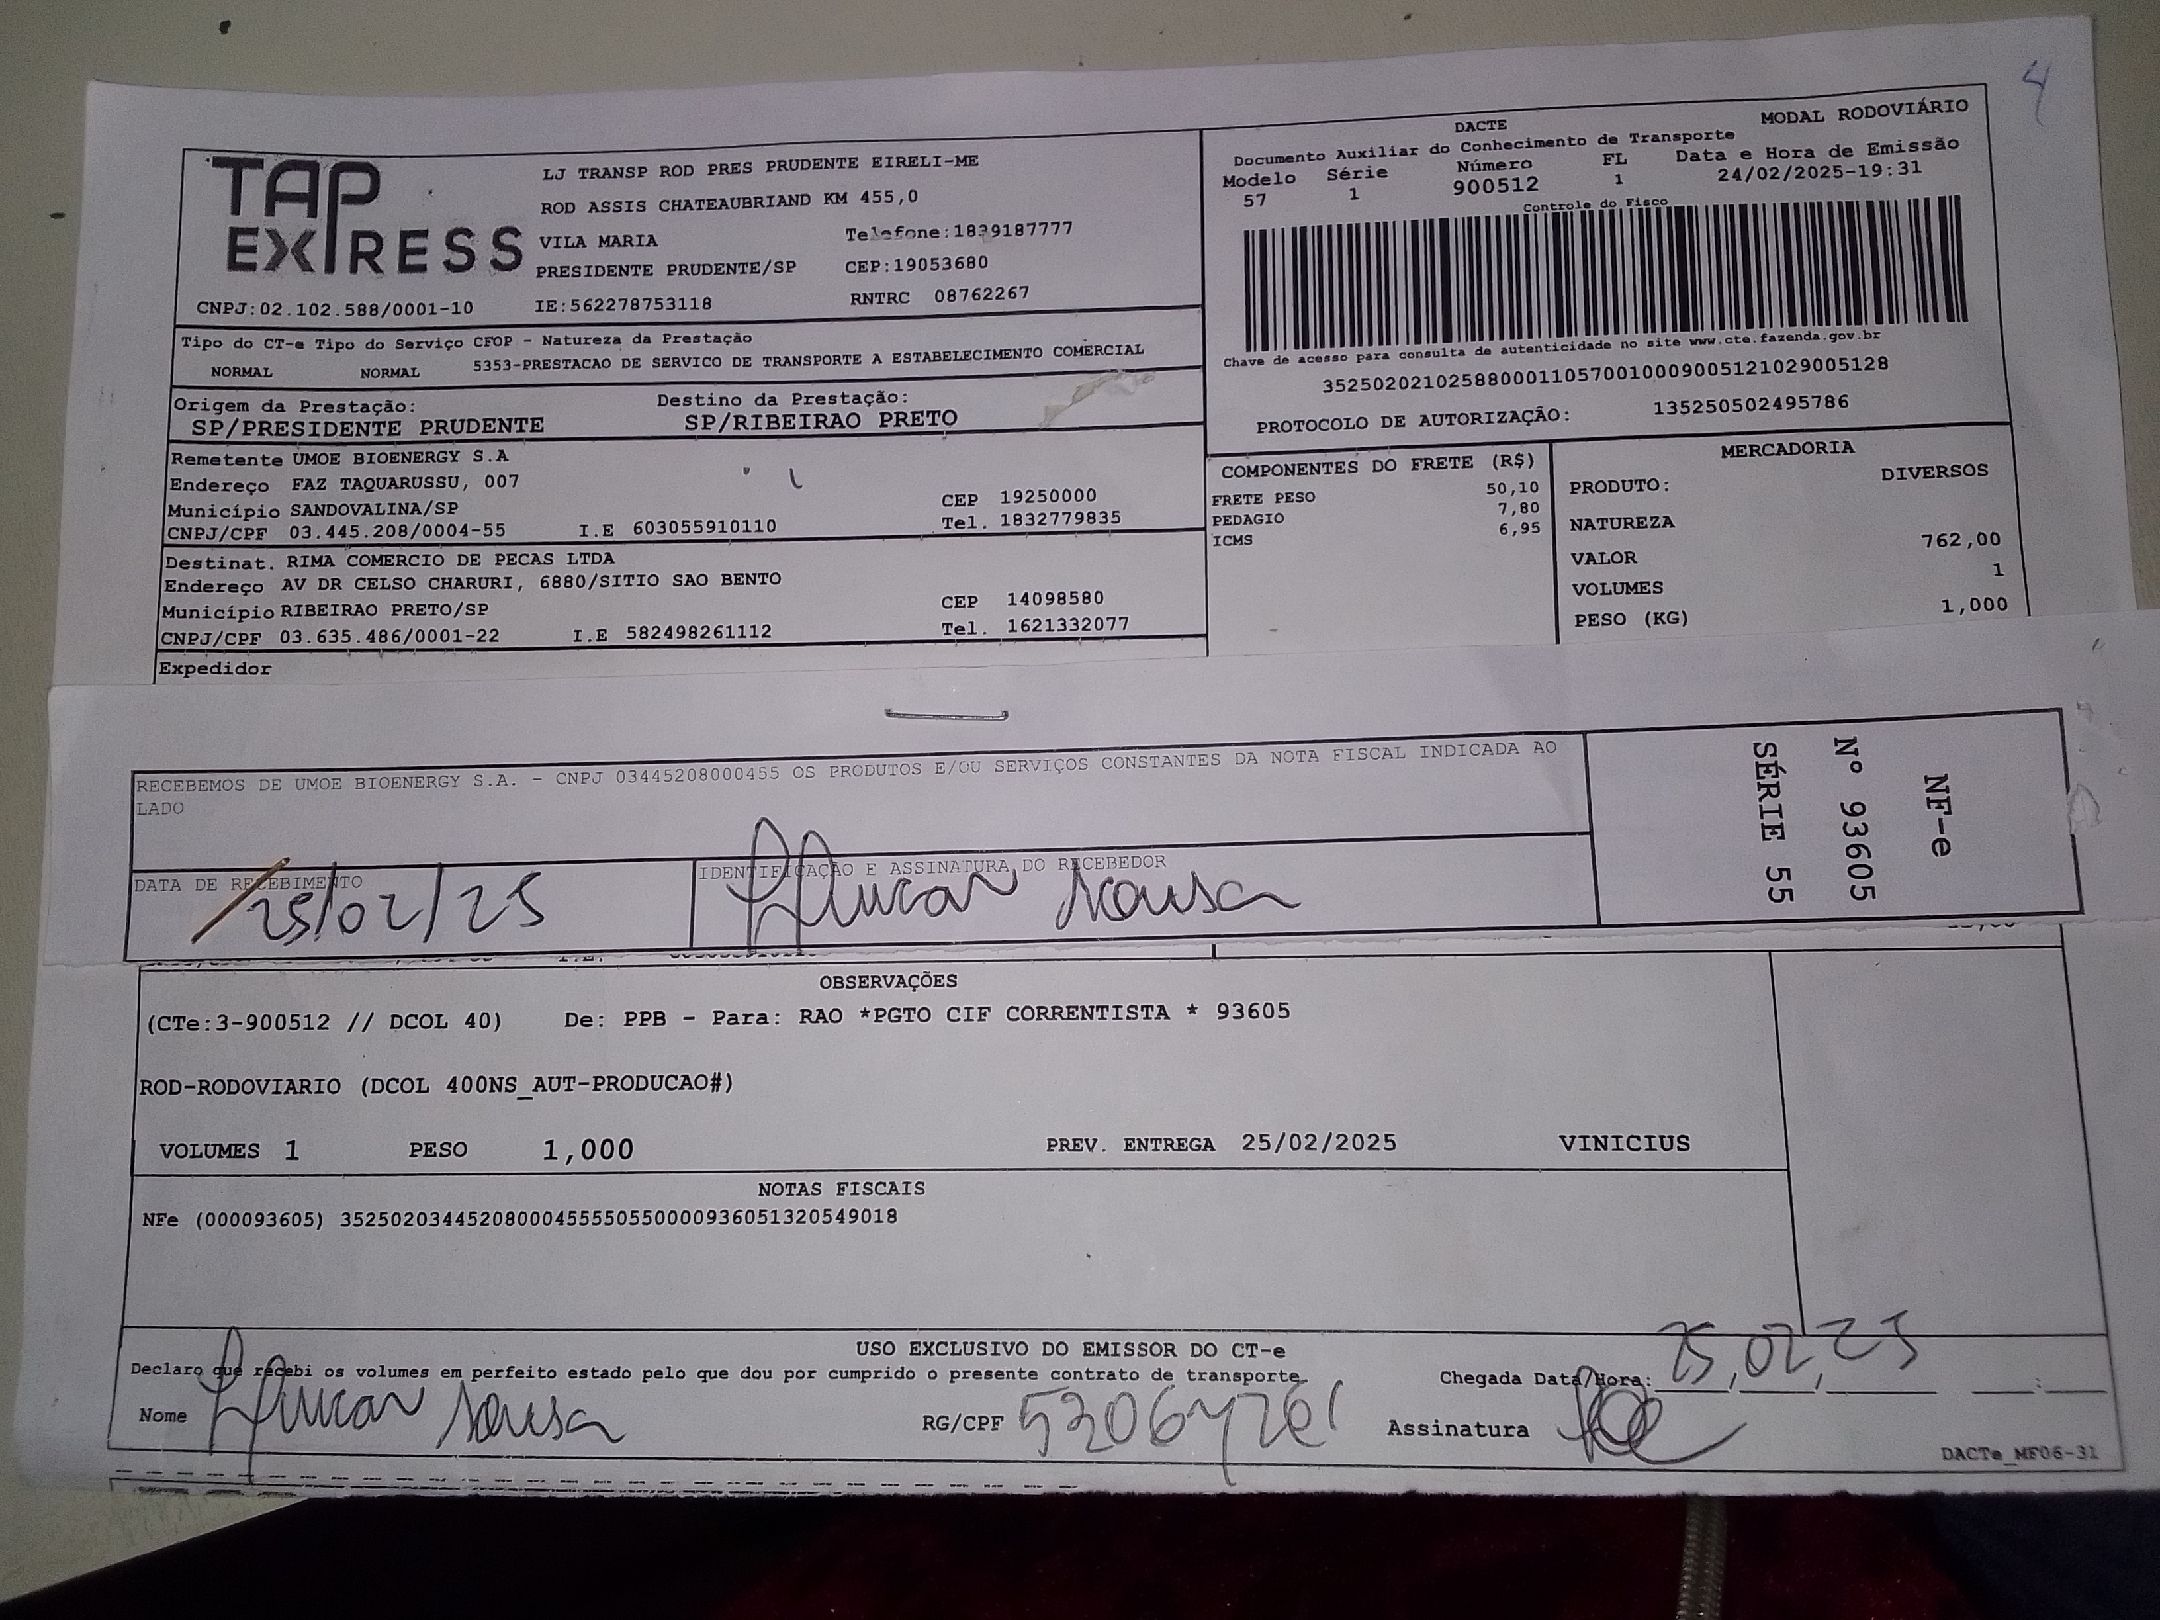 4
TAP EXPRESS
LJ TRANSP ROD PRES PRUDENTE EIRELI-ME
ROD ASSIS CHATEAUBRIAND KM 455,0
VILA MARIA Telefone:1839187777
PRESIDENTE PRUDENTE/SP CEP:19053680
CNPJ:02.102.588/0001-10 IE:562278753118 RNTRC 08762267
DACTE MODAL RODOVIÁRIO
Documento Auxiliar do Conhecimento de Transporte
Modelo Série Número FL Data e Hora de Emissão
57 1 900512 1 24/02/2025-19:31
Controle do Fisco
Chave de acesso para consulta de autenticidade no site www.cte.fazenda.gov.br
35250202102588000110570010009005121029005128
PROTOCOLO DE AUTORIZAÇÃO: 135250502495786
Tipo do CT-e Tipo do Serviço CFOP - Natureza da Prestação
NORMAL NORMAL 5353-PRESTACAO DE SERVICO DE TRANSPORTE A ESTABELECIMENTO COMERCIAL
Origem da Prestação: Destino da Prestação:
SP/PRESIDENTE PRUDENTE SP/RIBEIRAO PRETO
Remetente UMOE BIOENERGY S.A
Endereço FAZ TAQUARUSSU, 007
Município SANDOVALINA/SP CEP 19250000
CNPJ/CPF 03.445.208/0004-55 I.E 603055910110 Tel. 1832779835
Destinat. RIMA COMERCIO DE PECAS LTDA
Endereço AV DR CELSO CHARURI, 6880/SITIO SAO BENTO
Município RIBEIRAO PRETO/SP CEP 14098580
CNPJ/CPF 03.635.486/0001-22 I.E 582498261112 Tel. 1621332077
Expedidor
COMPONENTES DO FRETE (R$)
FRETE PESO 50,10
PEDAGIO 7,80
ICMS 6,95
MERCADORIA
PRODUTO: DIVERSOS
NATUREZA
VALOR 762,00
VOLUMES 1
PESO (KG) 1,000
RECEBEMOS DE UMOE BIOENERGY S.A. - CNPJ 03445208000455 OS PRODUTOS E/OU SERVIÇOS CONSTANTES DA NOTA FISCAL INDICADA AO
LADO
DATA DE RECEBIMENTO IDENTIFICAÇÃO E ASSINATURA DO RECEBEDOR
25/02/25 Sousa
NF-e
Nº 93605
SÉRIE 55
OBSERVAÇÕES
(CTe:3-900512 // DCOL 40) De: PPB - Para: RAO *PGTO CIF CORRENTISTA * 93605
ROD-RODOVIARIO (DCOL 400NS_AUT-PRODUCAO#)
VOLUMES 1 PESO 1,000 PREV. ENTREGA 25/02/2025 VINICIUS
NOTAS FISCAIS
NFe (000093605) 35250203445208000455550550000936051320549018
USO EXCLUSIVO DO EMISSOR DO CT-e
Declaro que recebi os volumes em perfeito estado pelo que dou por cumprido o presente contrato de transporte
Chegada Data/Hora: 25,02,25
Nome Sousa RG/CPF Assinatura
DACTe_MF06-31